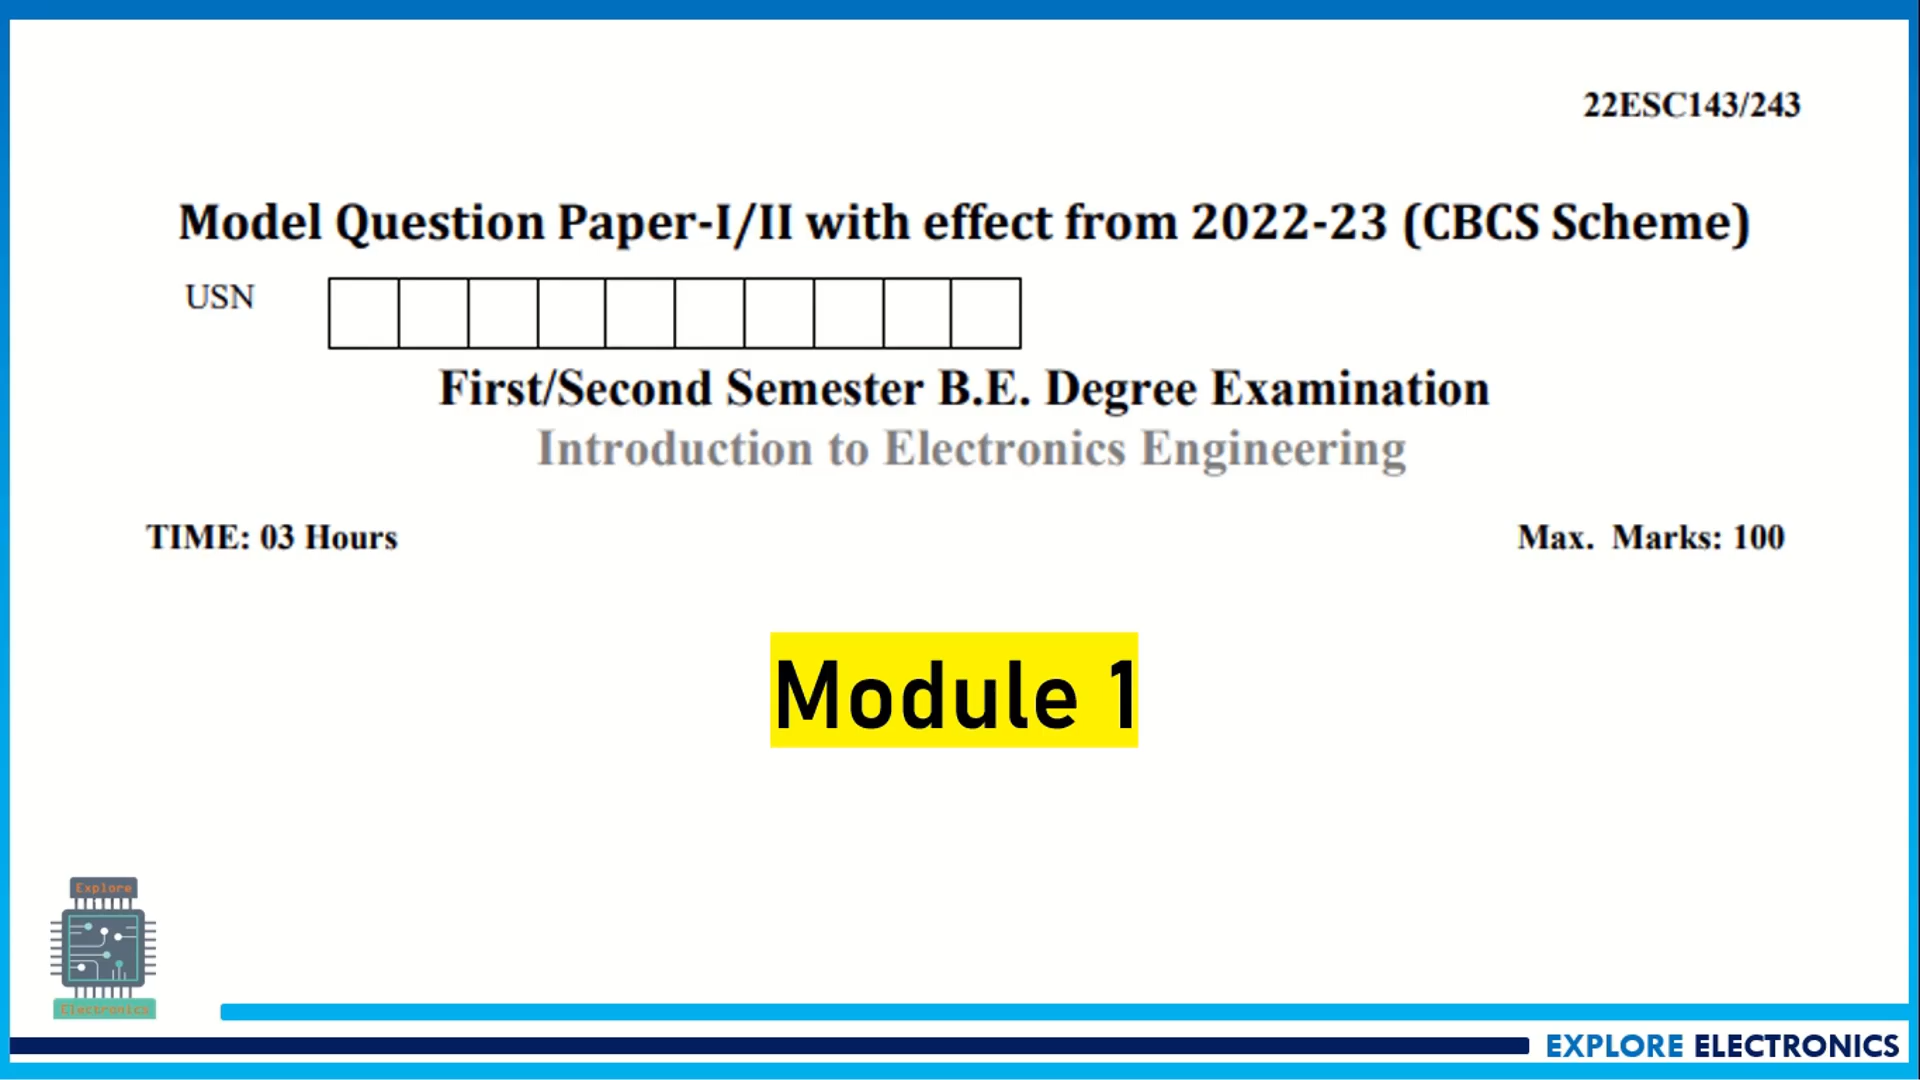 22ESC143/243
Model Question Paper-I/II with effect from 2022-23 (CBCS Scheme)
USN
First/Second Semester B.E. Degree Examination
Introduction to Electronics Engineering
TIME: 03 Hours
Max. Marks: 100
Module 1
Explore
Electronics
EXPLORE ELECTRONICS